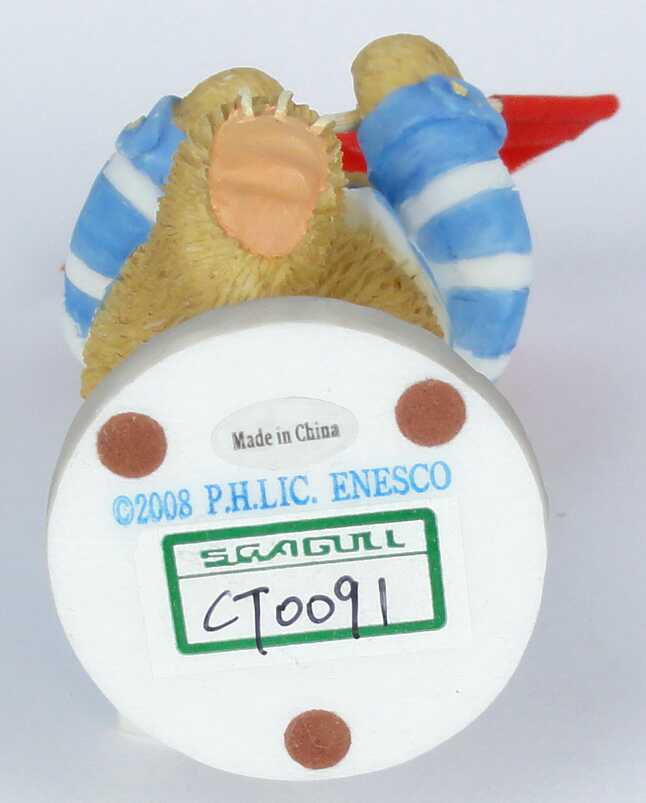 Made in China
©2008 P.H.LIC. ENESCO
SEAGULL
CT0091